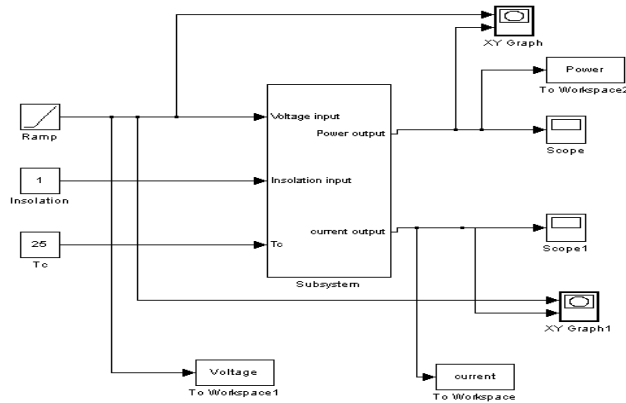 XY Graph
Power
To Workspace2
Voltage input
Ramp
Power output
Scope
1
Insolation input
Insolation
25
Tc
Tc
current output
Scope1
Subsystem
XY Graph1
Voltage
To Workspace1
current
To Workspace